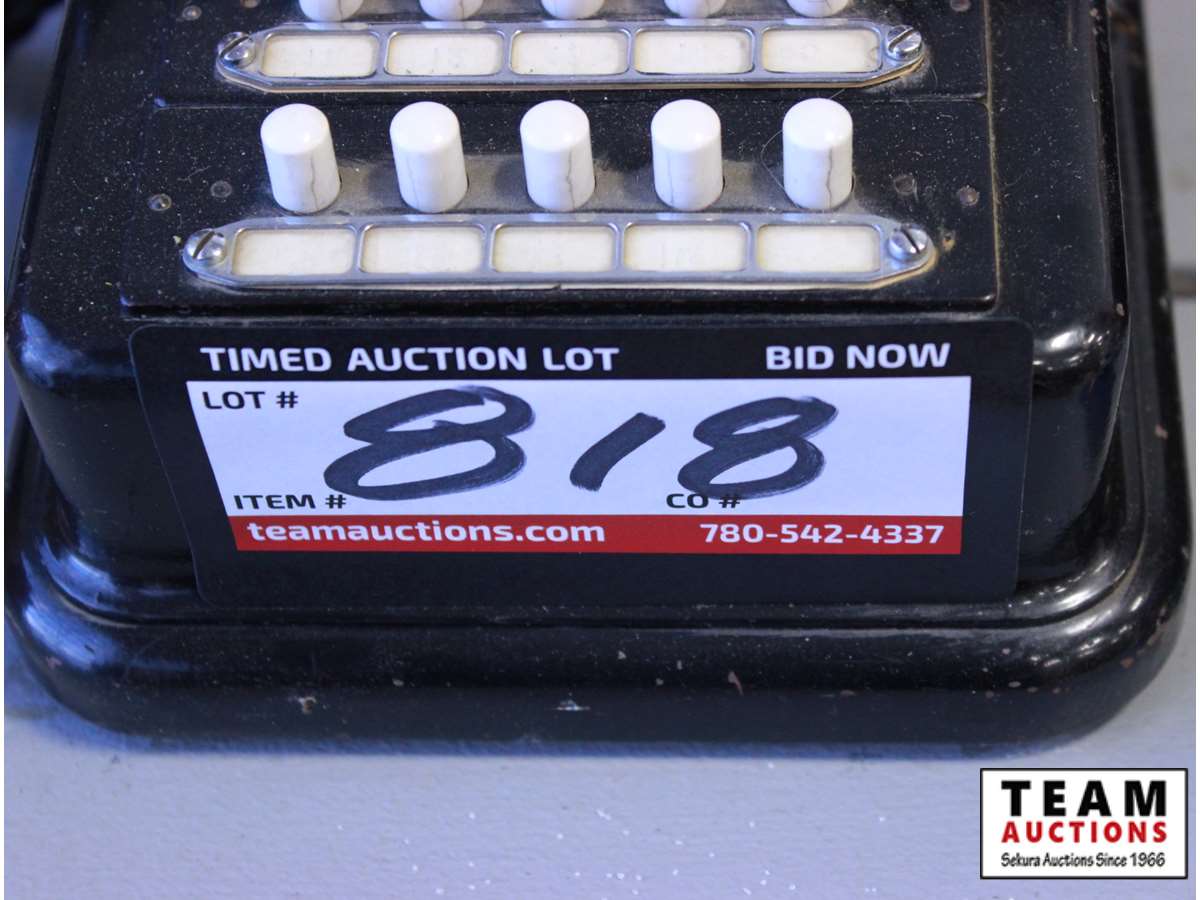 TIMED AUCTION LOT BID NOW
LOT #
818
ITEM # CO #
teamauctions.com 780-542-4337
TEAM
AUCTIONS
Sekura Auctions Since 1966